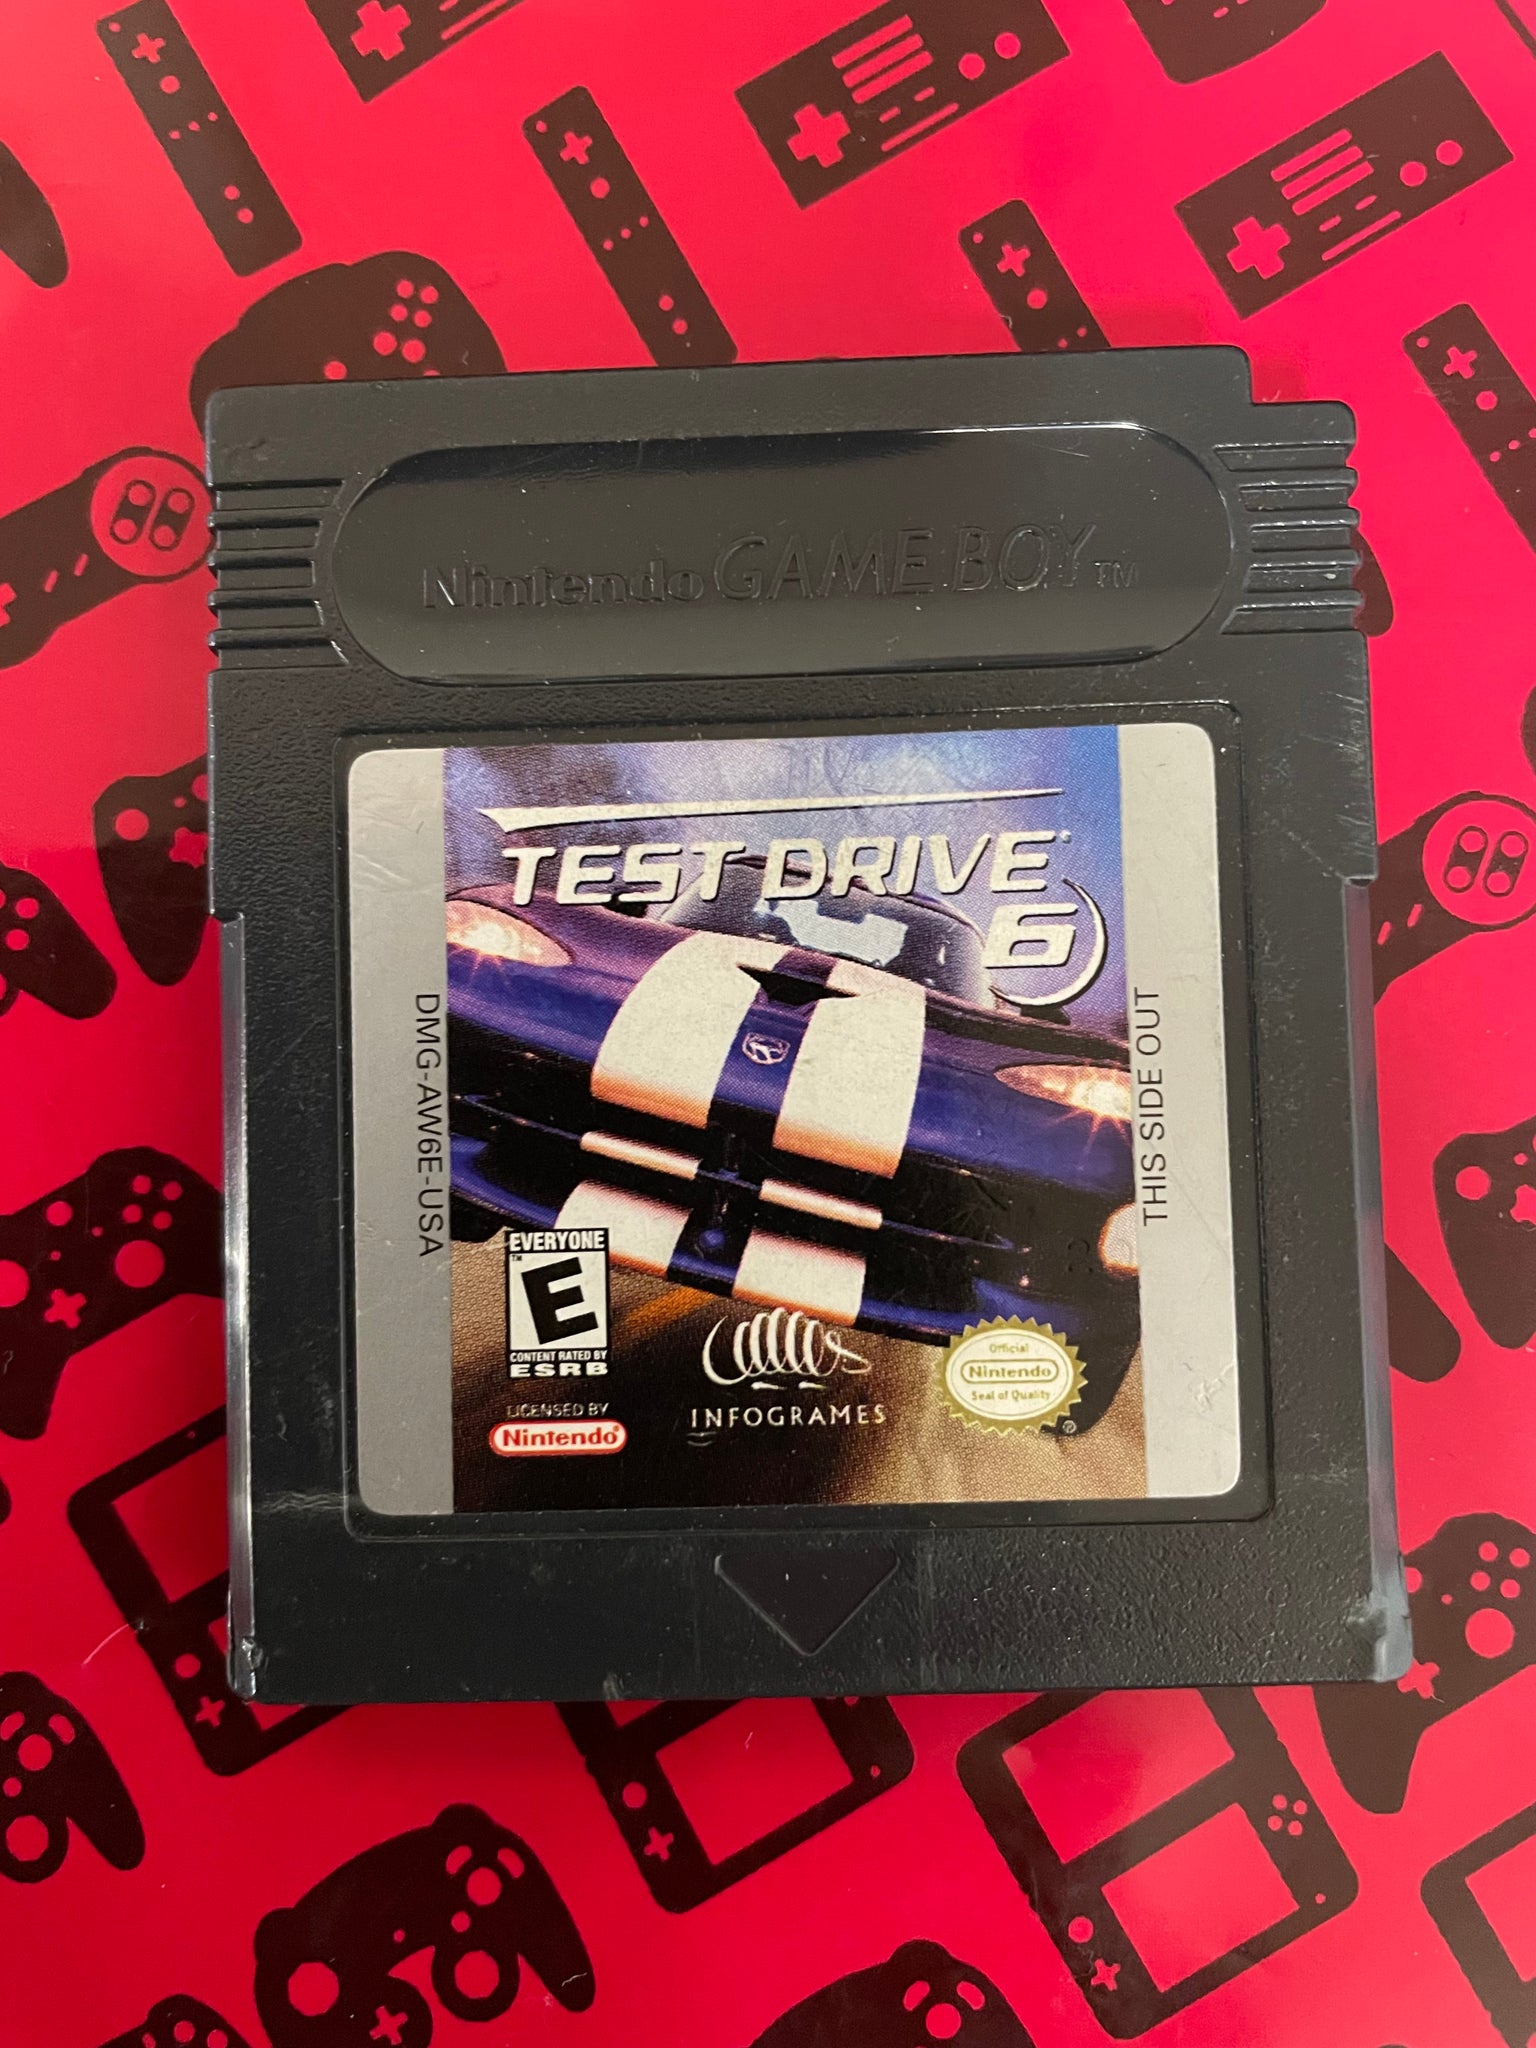 Nintendo GAME BOY™
TEST DRIVE®
6
DMG-AW6E-USA
THIS SIDE OUT
EVERYONE
™
E
CONTENT RATED BY
ESRB
LICENSED BY
Nintendo®
INFOGRAMES
Official
Nintendo
Seal of Quality
®